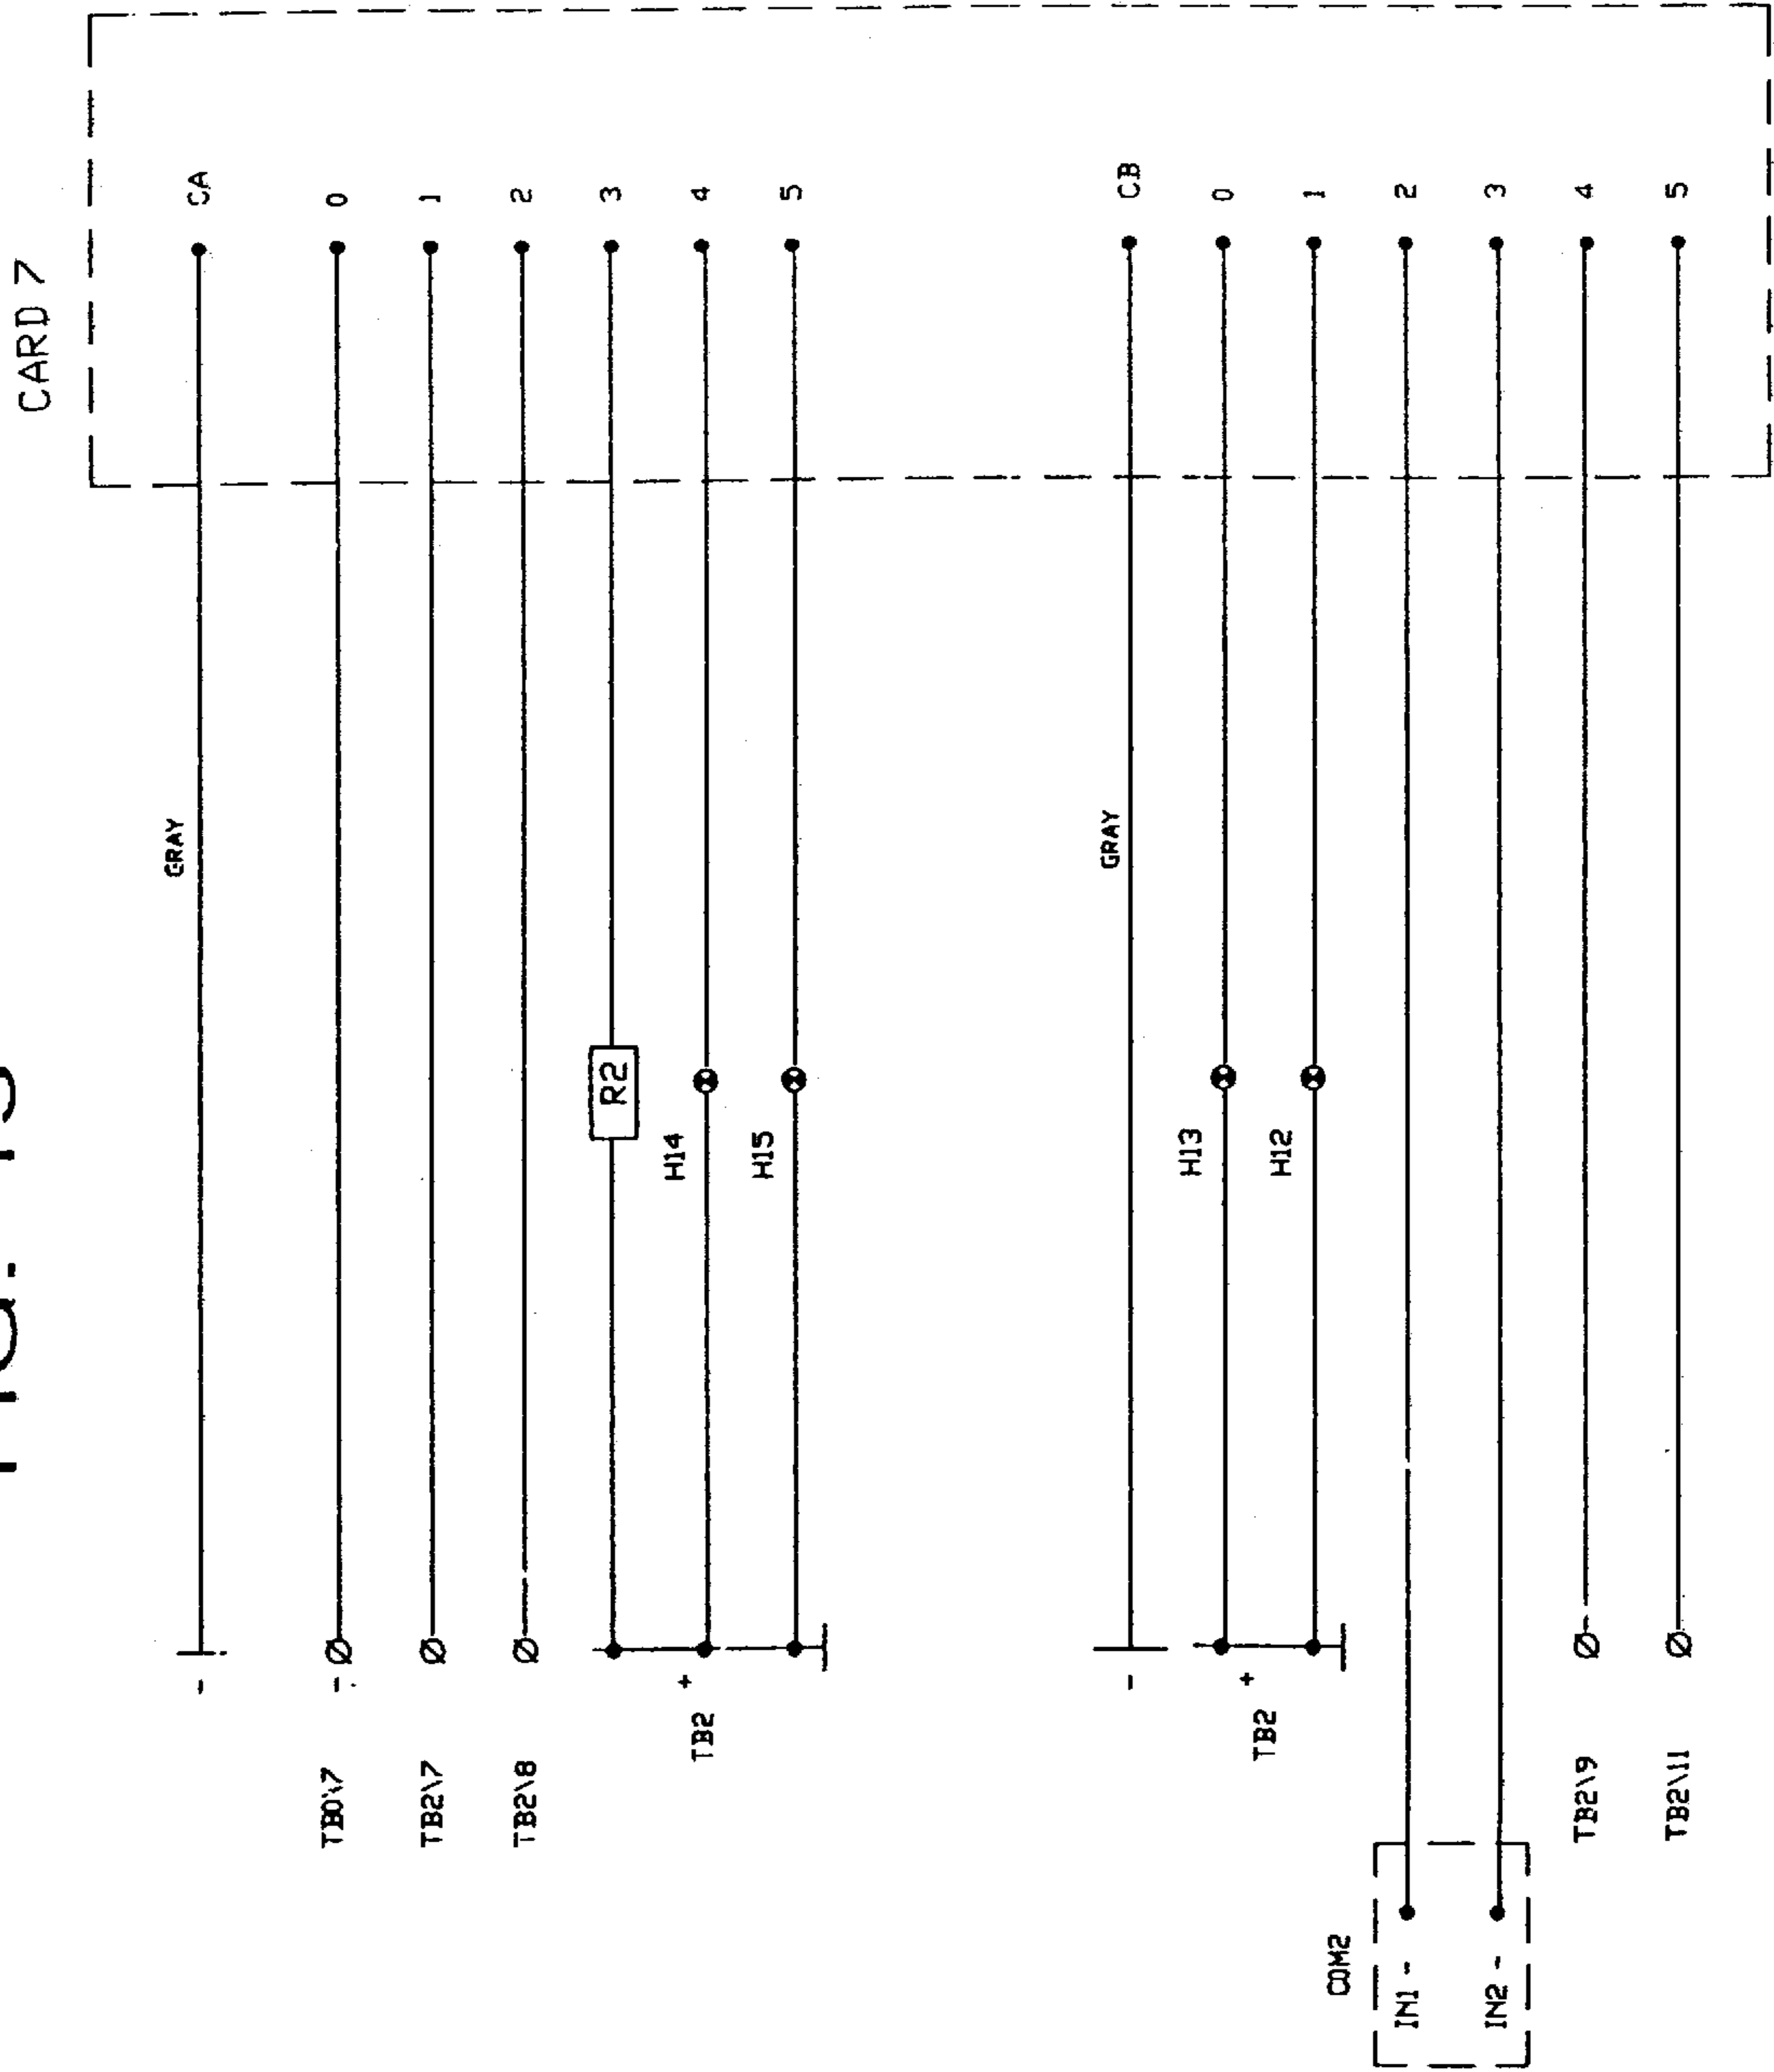 FIG.
CARD 7
GRAY
- CA
TB0\7 - 0
TB2\7 1
TB2\8 2
R2 3
H14
TB2 + 4
H15
5
GRAY
- CB
H13
TB2 + 0
H12
1
COM2
IN1 - 2
IN2 - 3
TB2\9 4
TB2\11 5